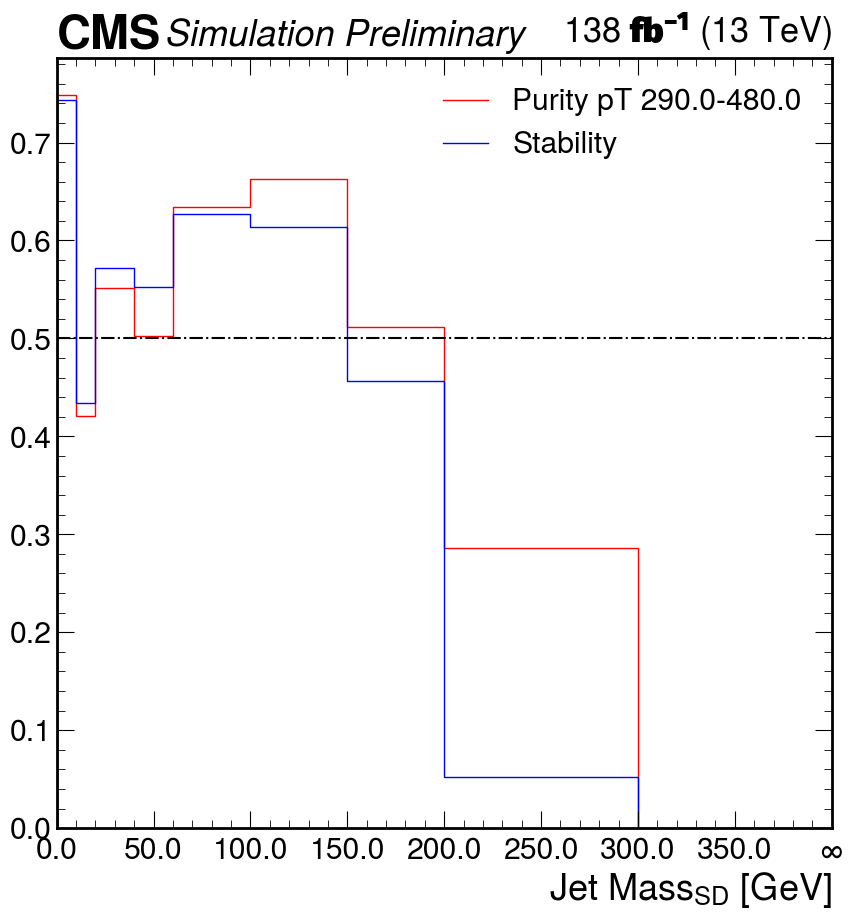 CMS Simulation Preliminary 138 fb⁻¹ (13 TeV)
Purity pT 290.0-480.0
Stability
0.7
0.6
0.5
0.4
0.3
0.2
0.1
0.0
0.0 50.0 100.0 150.0 200.0 250.0 300.0 350.0 ∞
Jet Mass_SD [GeV]